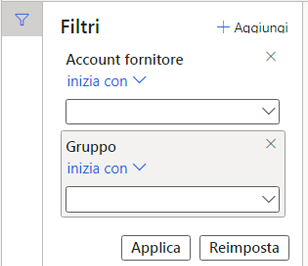 Filtri
+ Aggiungi
Account fornitore
inizia con
Gruppo
inizia con
Applica
Reimposta